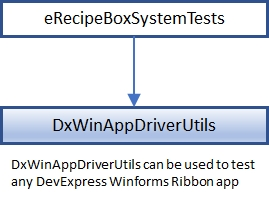 eRecipeBoxSystemTests
DxWinAppDriverUtils
DxWinAppDriverUtils can be used to test
any DevExpress Winforms Ribbon app